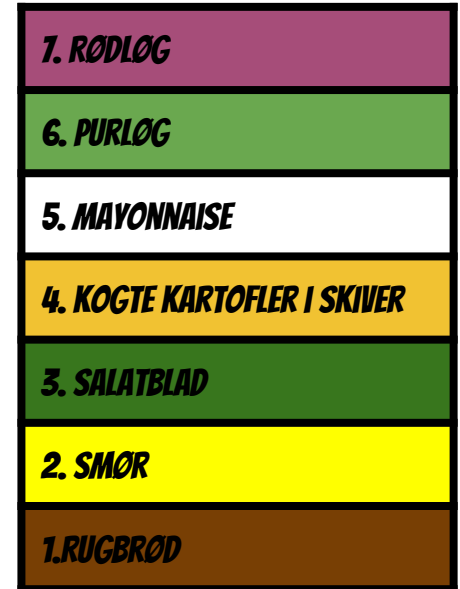 7. RØDLØG
6. PURLØG
5. MAYONNAISE
4. KOGTE KARTOFLER I SKIVER
3. SALATBLAD
2. SMØR
1.RUGBRØD